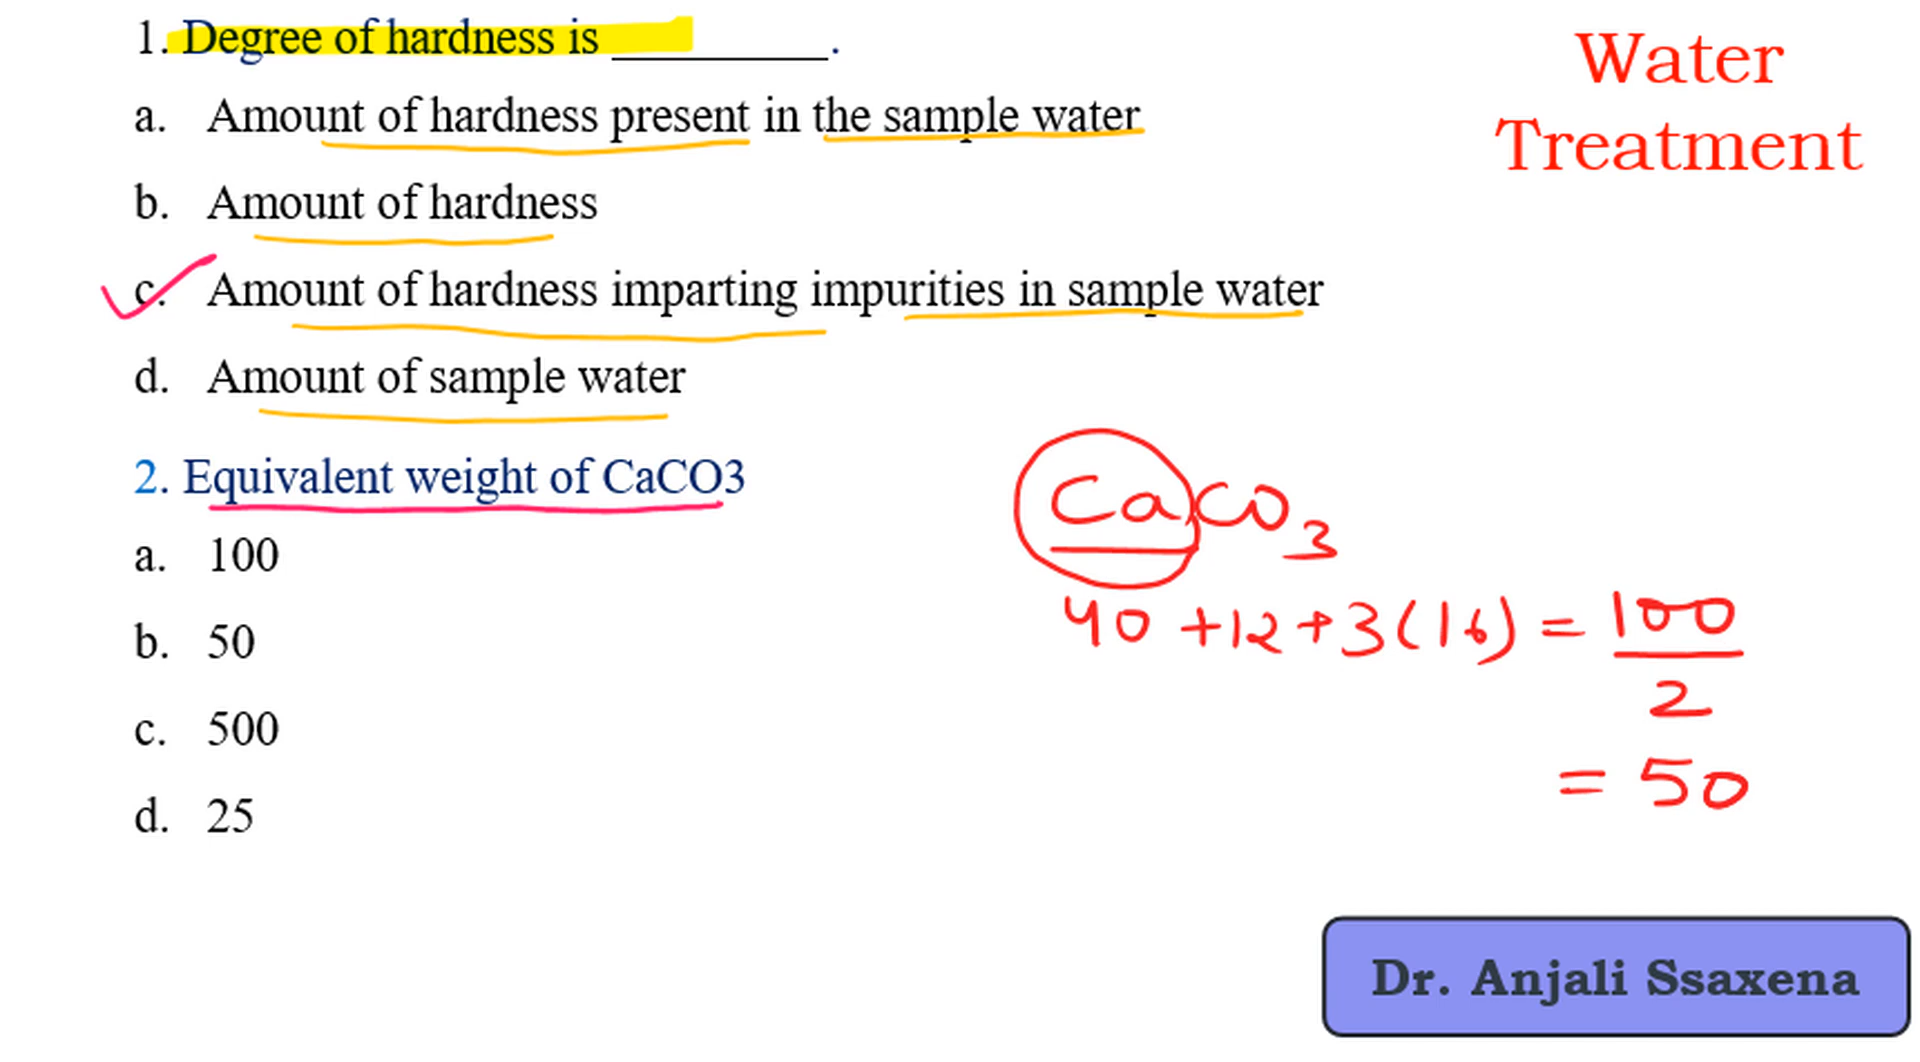 1. Degree of hardness is _________.
a. Amount of hardness present in the sample water
b. Amount of hardness
c. Amount of hardness imparting impurities in sample water
d. Amount of sample water
2. Equivalent weight of CaCO3
a. 100
b. 50
c. 500
d. 25
Water
Treatment
CaCO3
40 + 12 + 3(16) = 100
2
= 50
Dr. Anjali Ssaxena